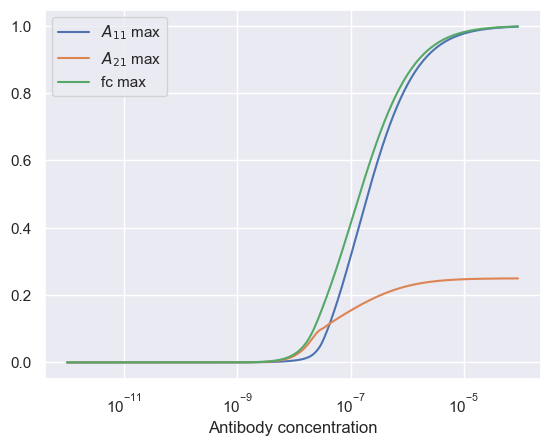 1.0
A₁₁ max
A₂₁ max
fc max
0.8
0.6
0.4
0.2
0.0
10⁻¹¹ 10⁻⁹ 10⁻⁷ 10⁻⁵
Antibody concentration